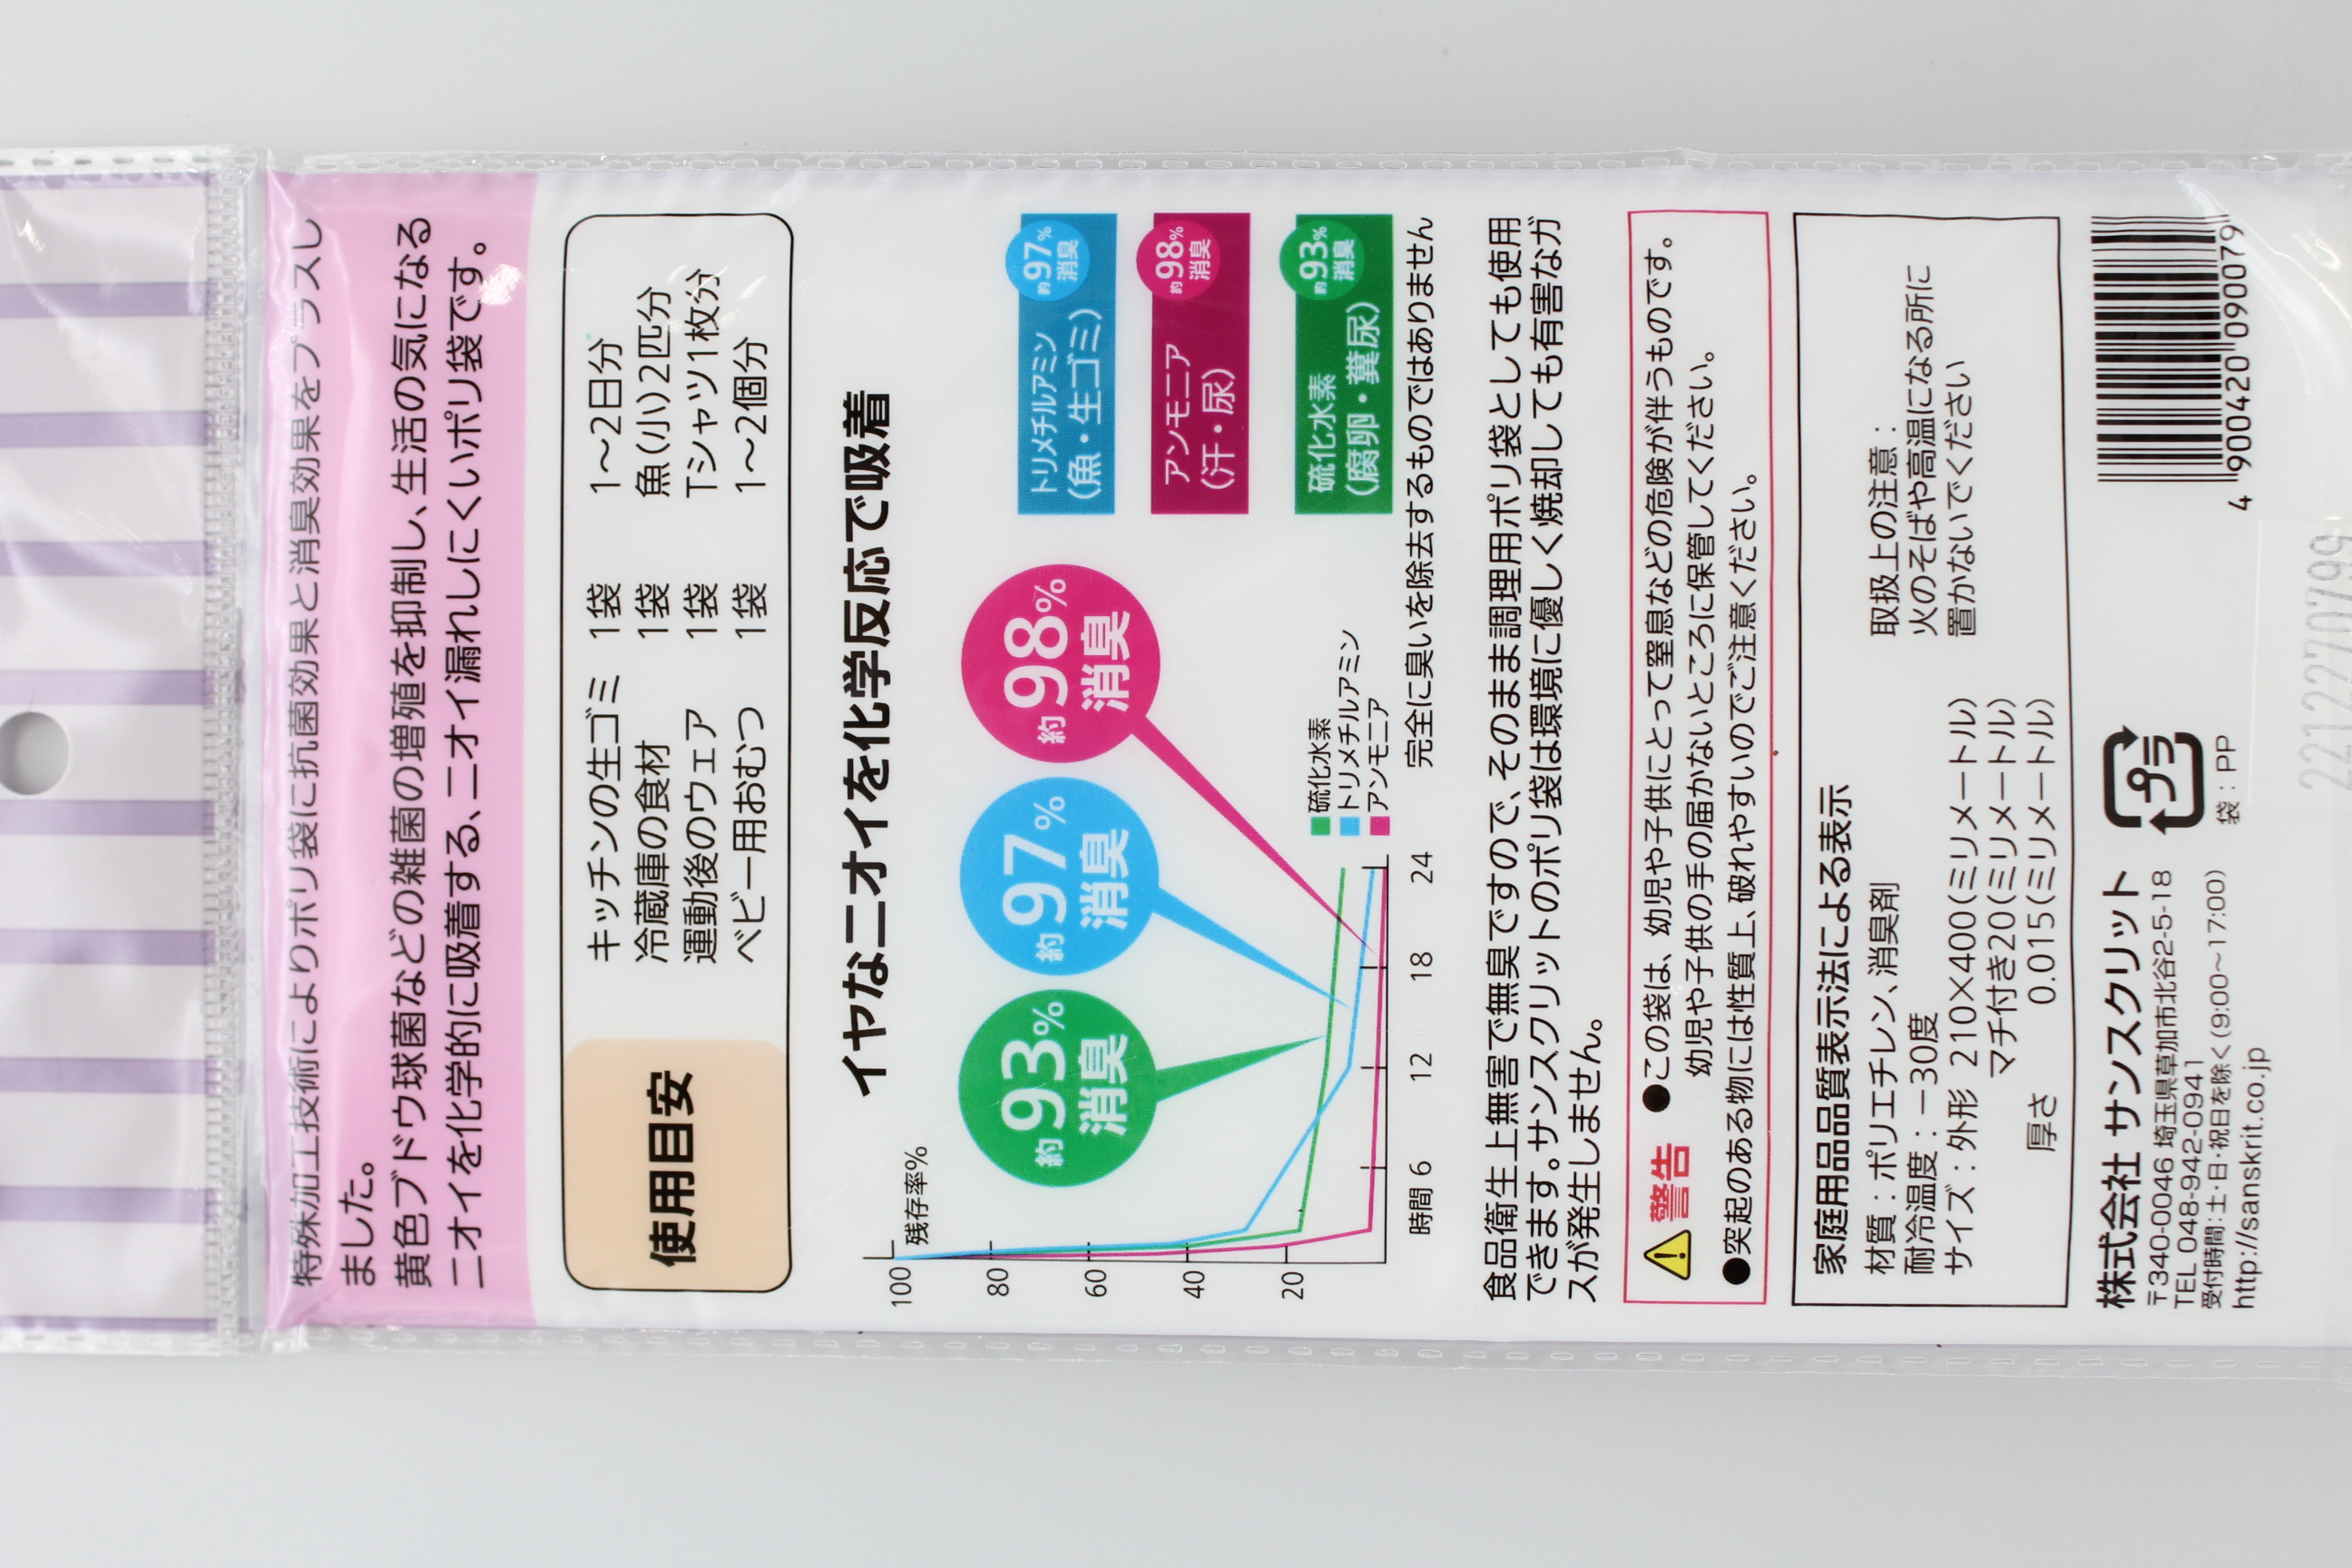 特殊加工技術によりポリ袋に抗菌効果と消臭効果をプラスし
ました。
黄色ブドウ球菌などの雑菌の増殖を抑制し、生活の気になる
ニオイを化学的に吸着する、ニオイ漏れしにくいポリ袋です。
使用目安
キッチンの生ゴミ 1袋 1〜2日分
冷蔵庫の食材 1袋 魚(小)2匹分
運動後のウェア 1袋 Tシャツ1枚分
ベビー用おむつ 1袋 1〜2個分
イヤなニオイを化学反応で吸着
残存率%
100
80
60
40
20
時間 6 12 18 24
約93%
消臭
約97%
消臭
約98%
消臭
硫化水素
トリメチルアミン
アンモニア
トリメチルアミン
(魚・生ゴミ)
約97%
消臭
アンモニア
(汗・尿)
約98%
消臭
硫化水素
(腐卵・糞尿)
約93%
消臭
完全に臭いを除去するものではありません
食品衛生上無害で無臭ですので、そのまま調理用ポリ袋としても使用
できます。サンスクリットのポリ袋は環境に優しく焼却しても有害なガ
スが発生しません。
警告
●この袋は、幼児や子供にとって窒息などの危険が伴うものです。
幼児や子供の手の届かないところに保管してください。
●突起のある物には性質上、破れやすいのでご注意ください。
家庭用品品質表示法による表示
材質：ポリエチレン、消臭剤
耐冷温度：－30度
サイズ：外形 210×400(ミリメートル)
マチ付き20(ミリメートル)
厚さ 0.015(ミリメートル)
取扱上の注意：
火のそばや高温になる所に
置かないでください
株式会社 サンスクリット
〒340-0046 埼玉県草加市北谷2-5-18
TEL 048-942-0941
受付時間：土・日・祝日を除く(9:00〜17:00)
http://sanskrit.co.jp
プラ
袋：PP
4 900420 090079
2212270799